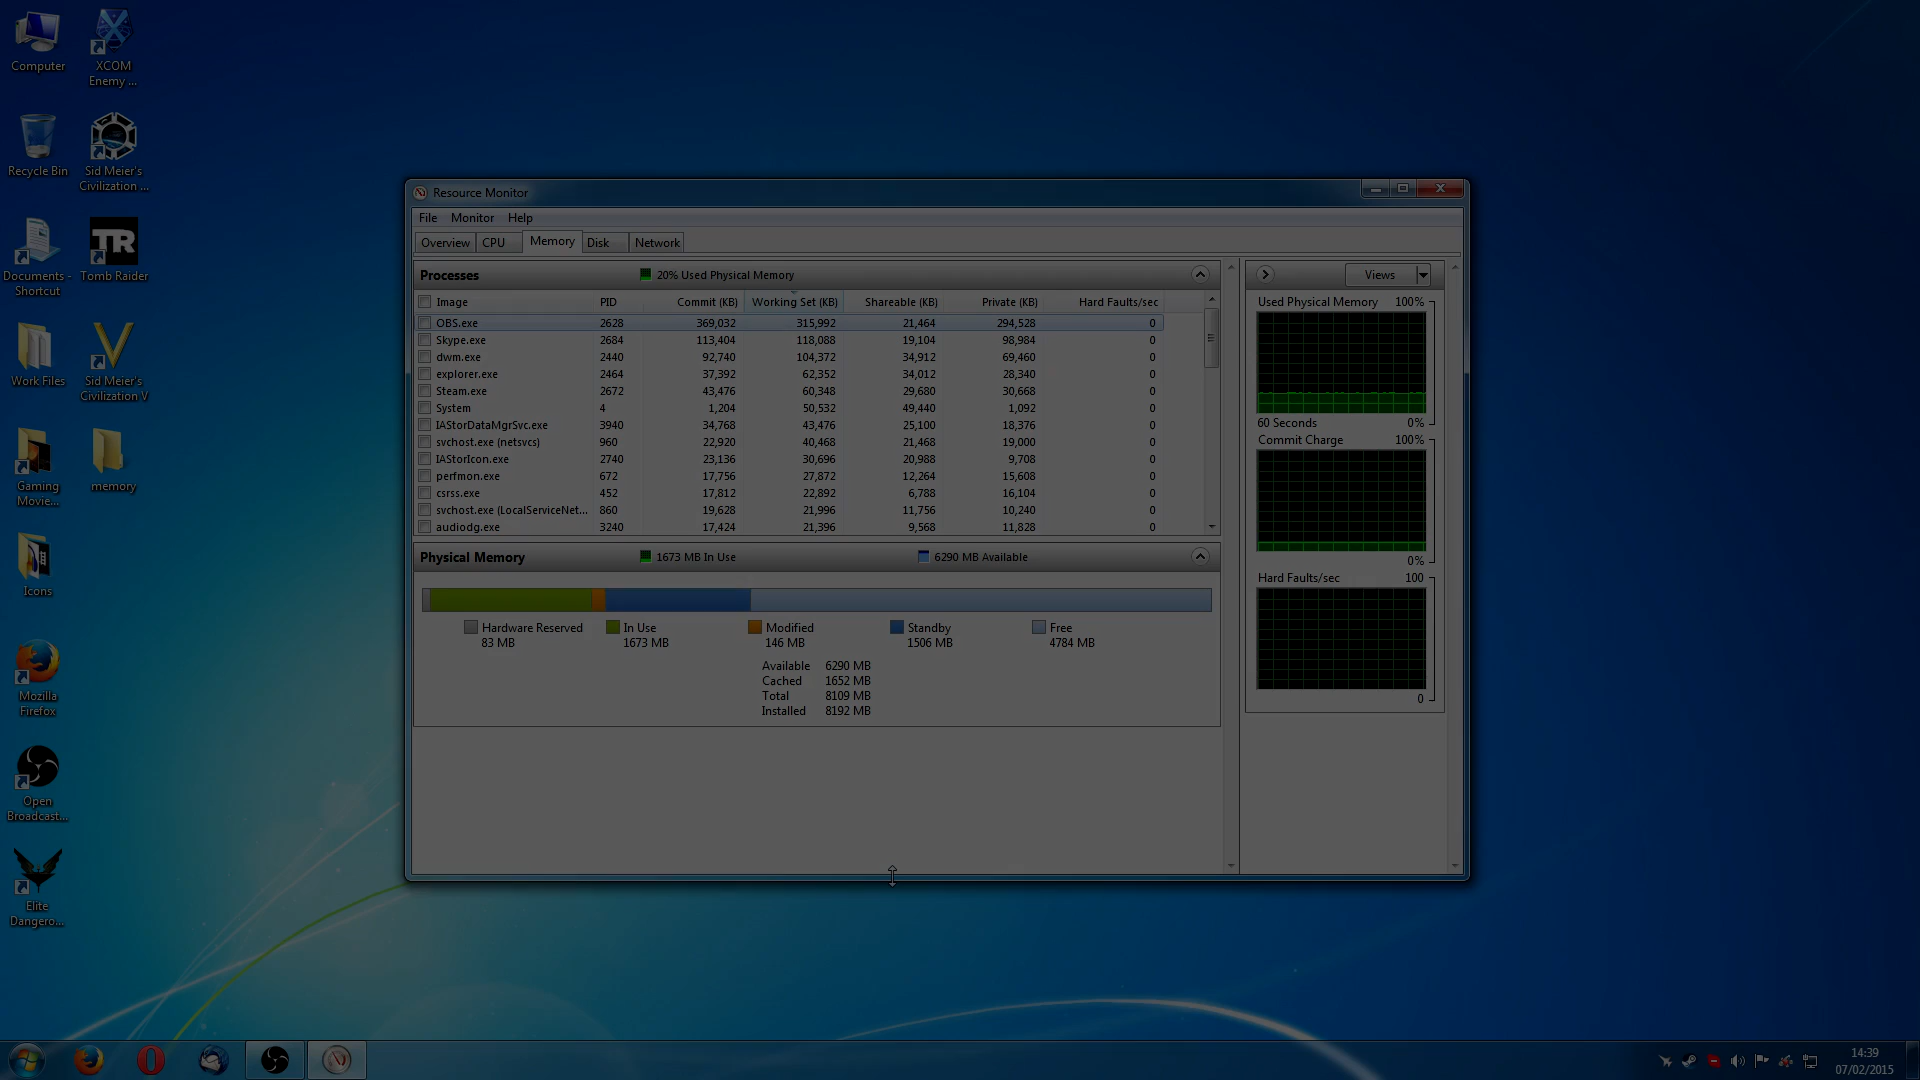 Computer
XCOM
Enemy ...
Recycle Bin
Sid Meier's
Civilization ...
Documents -
Shortcut
TR
Tomb Raider
Work Files
Sid Meier's
Civilization V
Gaming
Movie...
memory
Icons
Mozilla
Firefox
Open
Broadcast...
Elite
Dangero...
Resource Monitor
File Monitor Help
Overview CPU Memory Disk Network
Processes 20% Used Physical Memory
Image PID Commit (KB) Working Set (KB) Shareable (KB) Private (KB) Hard Faults/sec
OBS.exe 2628 369,032 315,992 21,464 294,528 0
Skype.exe 2684 113,404 118,088 19,104 98,984 0
dwm.exe 2440 92,740 104,372 34,912 69,460 0
explorer.exe 2464 37,392 62,352 34,012 28,340 0
Steam.exe 2672 43,476 60,348 29,680 30,668 0
System 4 1,204 50,532 49,440 1,092 0
IAStorDataMgrSvc.exe 3940 34,768 43,476 25,100 18,376 0
svchost.exe (netsvcs) 960 22,920 40,468 21,468 19,000 0
IAStorIcon.exe 2740 23,136 30,696 20,988 9,708 0
perfmon.exe 672 17,756 27,872 12,264 15,608 0
csrss.exe 452 17,812 22,892 6,788 16,104 0
svchost.exe (LocalServiceNet... 860 19,628 21,996 11,756 10,240 0
audiodg.exe 3240 17,424 21,396 9,568 11,828 0
Physical Memory 1673 MB In Use 6290 MB Available
Hardware Reserved In Use Modified Standby Free
83 MB 1673 MB 146 MB 1506 MB 4784 MB
Available 6290 MB
Cached 1652 MB
Total 8109 MB
Installed 8192 MB
Views
Used Physical Memory 100%
60 Seconds 0%
Commit Charge 100%
0%
Hard Faults/sec 100
0
14:39
07/02/2015